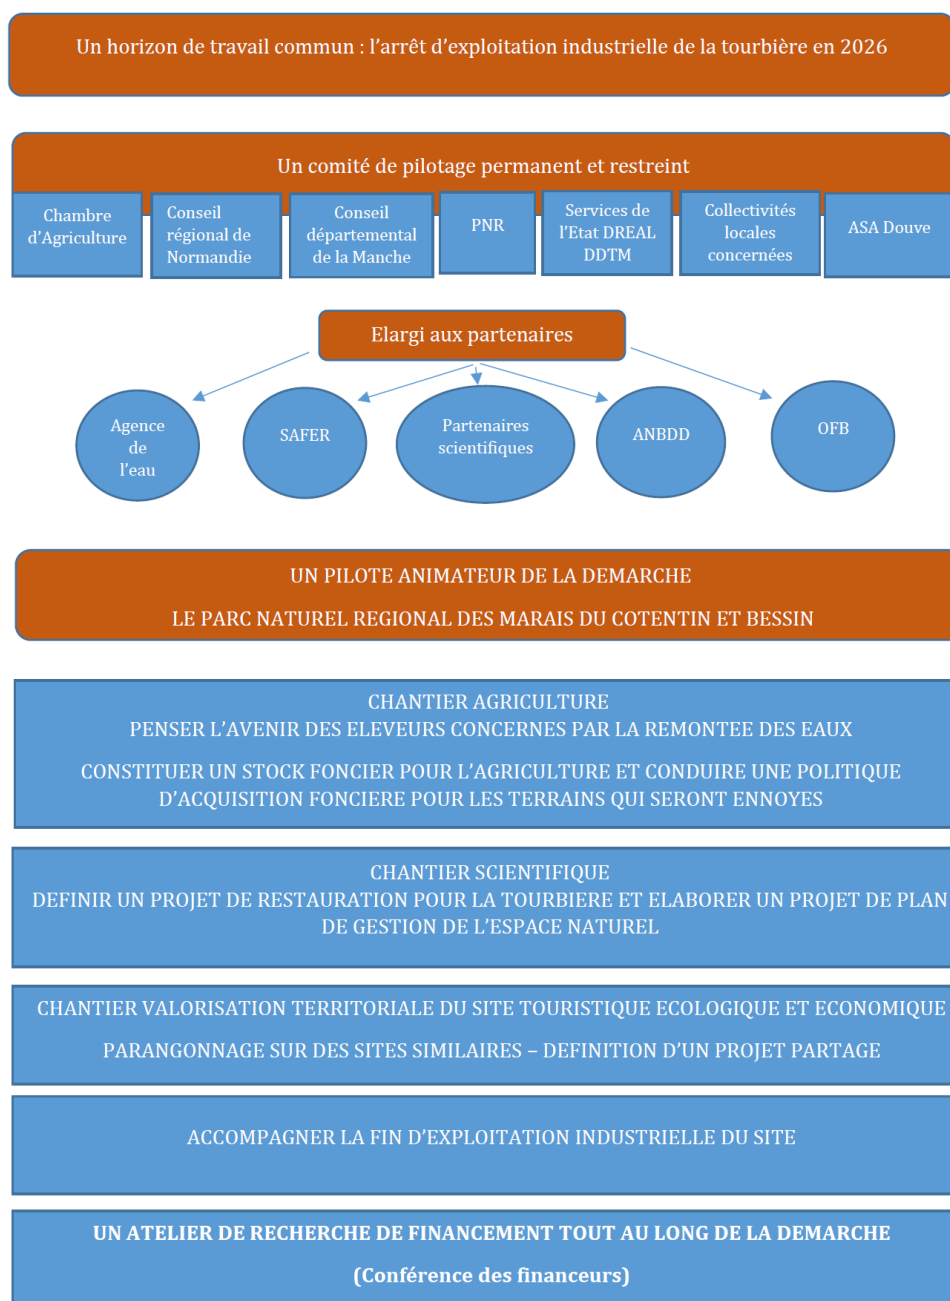 Un horizon de travail commun : l’arrêt d’exploitation industrielle de la tourbière en 2026
Un comité de pilotage permanent et restreint
Chambre
d’Agriculture
Conseil
régional de
Normandie
Conseil
départemental
de la Manche
PNR
Services de
l’Etat DREAL
DDTM
Collectivités
locales
concernées
ASA Douve
Elargi aux partenaires
Agence
de
l’eau
SAFER
Partenaires
scientifiques
ANBDD
OFB
UN PILOTE ANIMATEUR DE LA DEMARCHE
LE PARC NATUREL REGIONAL DES MARAIS DU COTENTIN ET BESSIN
CHANTIER AGRICULTURE
PENSER L’AVENIR DES ELEVEURS CONCERNES PAR LA REMONTEE DES EAUX
CONSTITUER UN STOCK FONCIER POUR L’AGRICULTURE ET CONDUIRE UNE POLITIQUE
D’ACQUISITION FONCIERE POUR LES TERRAINS QUI SERONT ENNOYES
CHANTIER SCIENTIFIQUE
DEFINIR UN PROJET DE RESTAURATION POUR LA TOURBIERE ET ELABORER UN PROJET DE PLAN
DE GESTION DE L’ESPACE NATUREL
CHANTIER VALORISATION TERRITORIALE DU SITE TOURISTIQUE ECOLOGIQUE ET ECONOMIQUE
PARANGONNAGE SUR DES SITES SIMILAIRES – DEFINITION D’UN PROJET PARTAGE
ACCOMPAGNER LA FIN D’EXPLOITATION INDUSTRIELLE DU SITE
UN ATELIER DE RECHERCHE DE FINANCEMENT TOUT AU LONG DE LA DEMARCHE
(Conférence des financeurs)